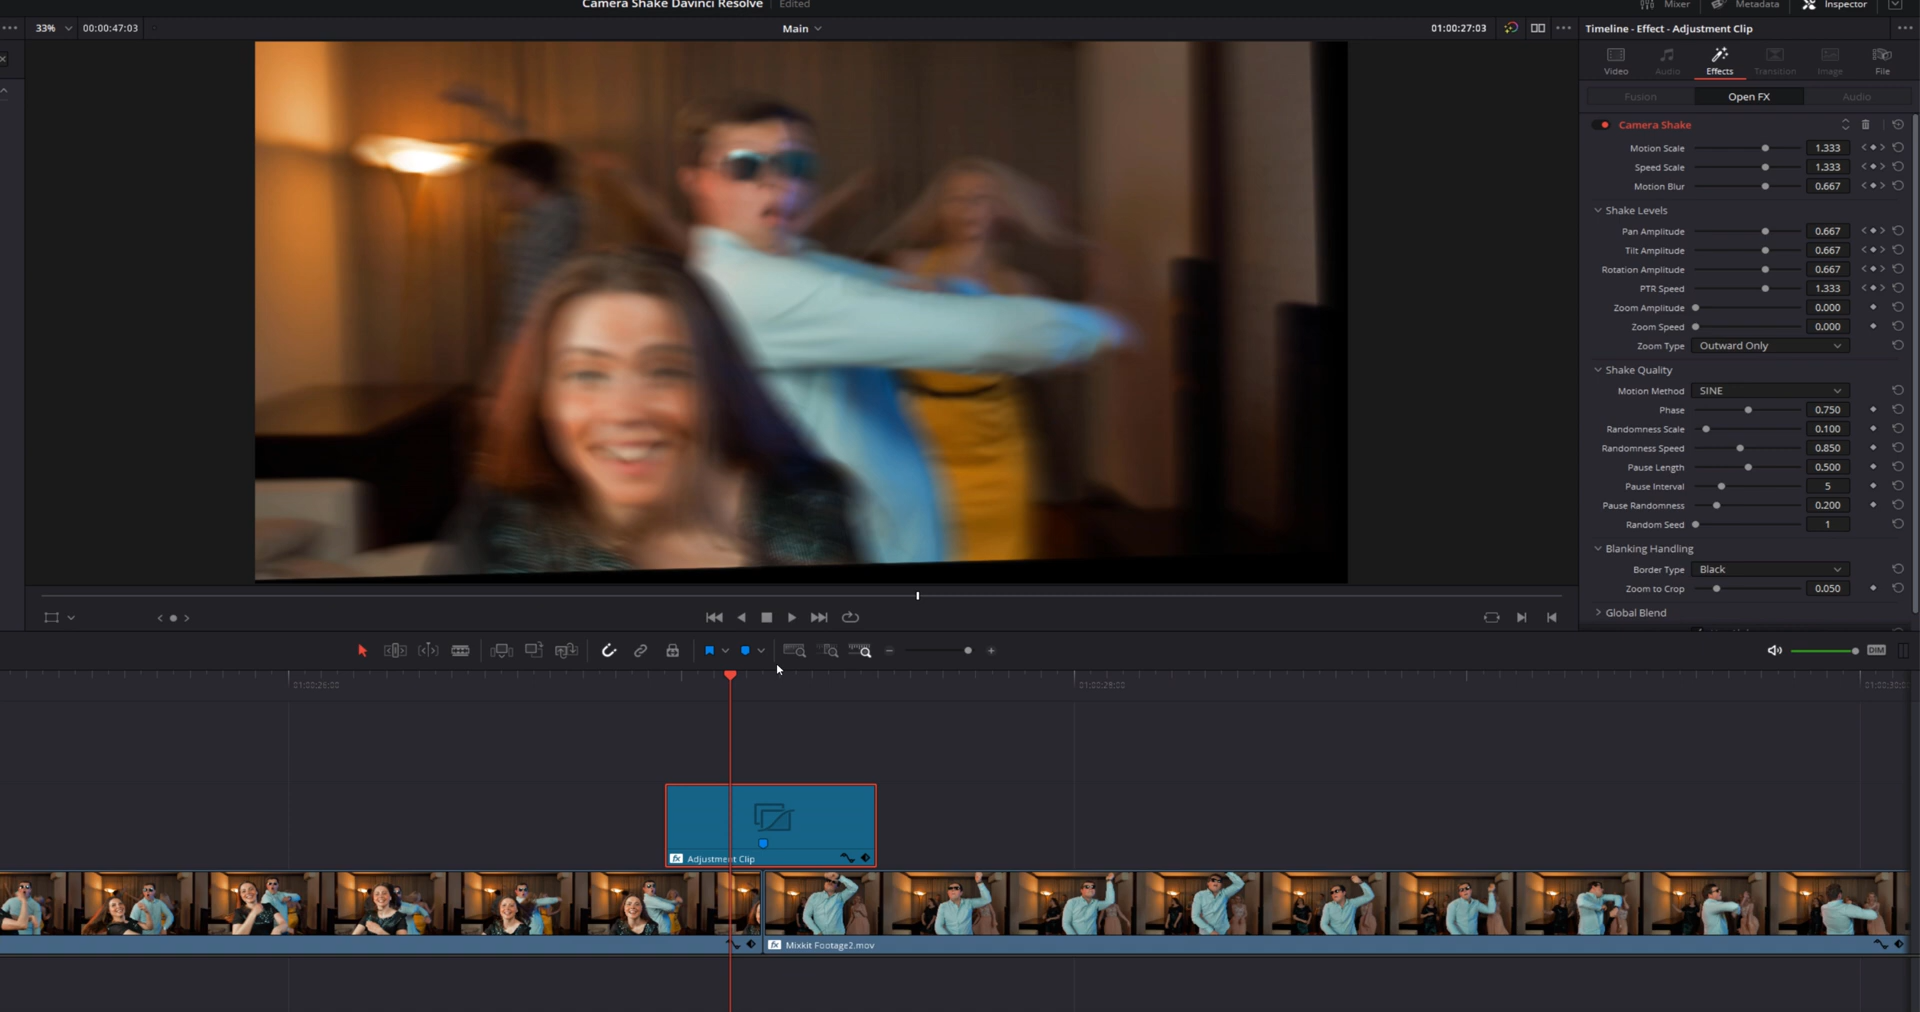 Camera Shake Davinci Resolve Edited
Mixer Metadata Inspector
33% 00:00:47:03 Main 01:00:27:03 Timeline - Effect - Adjustment Clip
Video Audio Effects Transition Image File
Fusion Open FX Audio
Camera Shake
Motion Scale 1.333
Speed Scale 1.333
Motion Blur 0.667
Shake Levels
Pan Amplitude 0.667
Tilt Amplitude 0.667
Rotation Amplitude 0.667
PTR Speed 1.333
Zoom Amplitude 0.000
Zoom Speed 0.000
Zoom Type Outward Only
Shake Quality
Motion Method SINE
Phase 0.750
Randomness Scale 0.100
Randomness Speed 0.850
Pause Length 0.500
Pause Interval 5
Pause Randomness 0.200
Random Seed 1
Blanking Handling
Border Type Black
Zoom to Crop 0.050
Global Blend
DIM
fx Adjustment Clip
fx Mixkit Footage2.mov